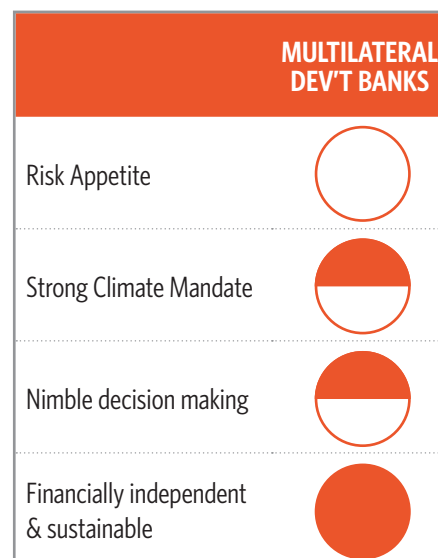 MULTILATERAL
DEV'T BANKS
Risk Appetite
Strong Climate Mandate
Nimble decision making
Financially independent
& sustainable